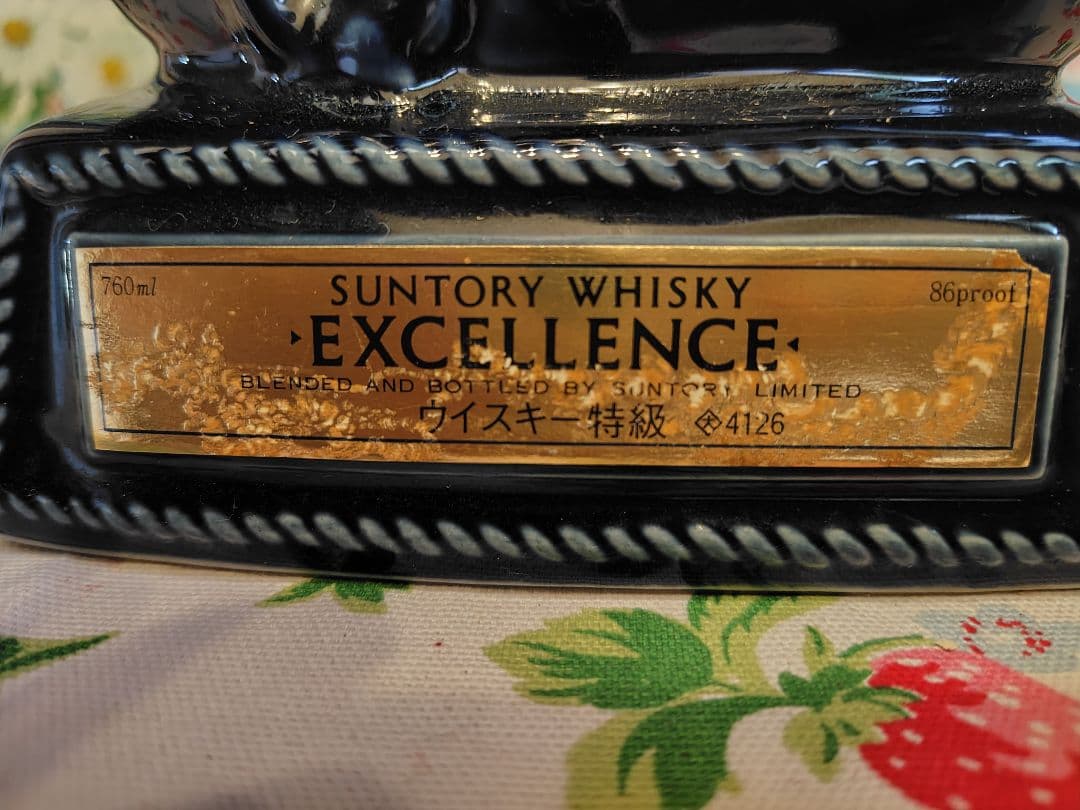 760ml
SUNTORY WHISKY
86proof
EXCELLENCE
BLENDED AND BOTTLED BY SUNTORY LIMITED
ウイスキー特級 4126